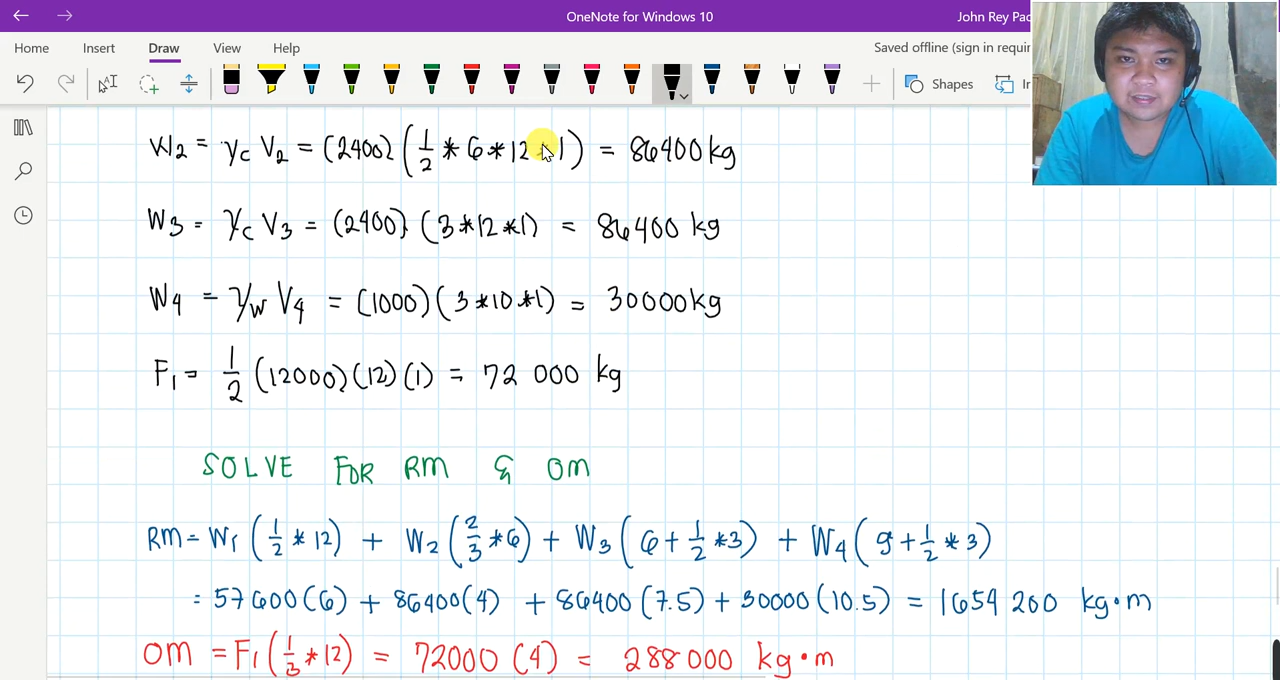 OneNote for Windows 10
John Rey Pac
Home Insert Draw View Help
Saved offline (sign in requir
Shapes
In
W2 = γc V2 = (2400) (1/2 * 6 * 12 * 1) = 86400 kg
W3 = γc V3 = (2400) (3 * 12 * 1) = 86400 kg
W4 = γw V4 = (1000) (3 * 10 * 1) = 30000 kg
F1 = 1/2 (12000) (12) (1) = 72 000 kg
SOLVE FOR RM & OM
RM = W1 (1/2 * 12) + W2 (2/3 * 6) + W3 (6 + 1/2 * 3) + W4 (9 + 1/2 * 3)
= 57600 (6) + 86400 (4) + 86400 (7.5) + 30000 (10.5) = 1654 200 kg·m
OM = F1 (1/3 * 12) = 72000 (4) = 288 000 kg·m